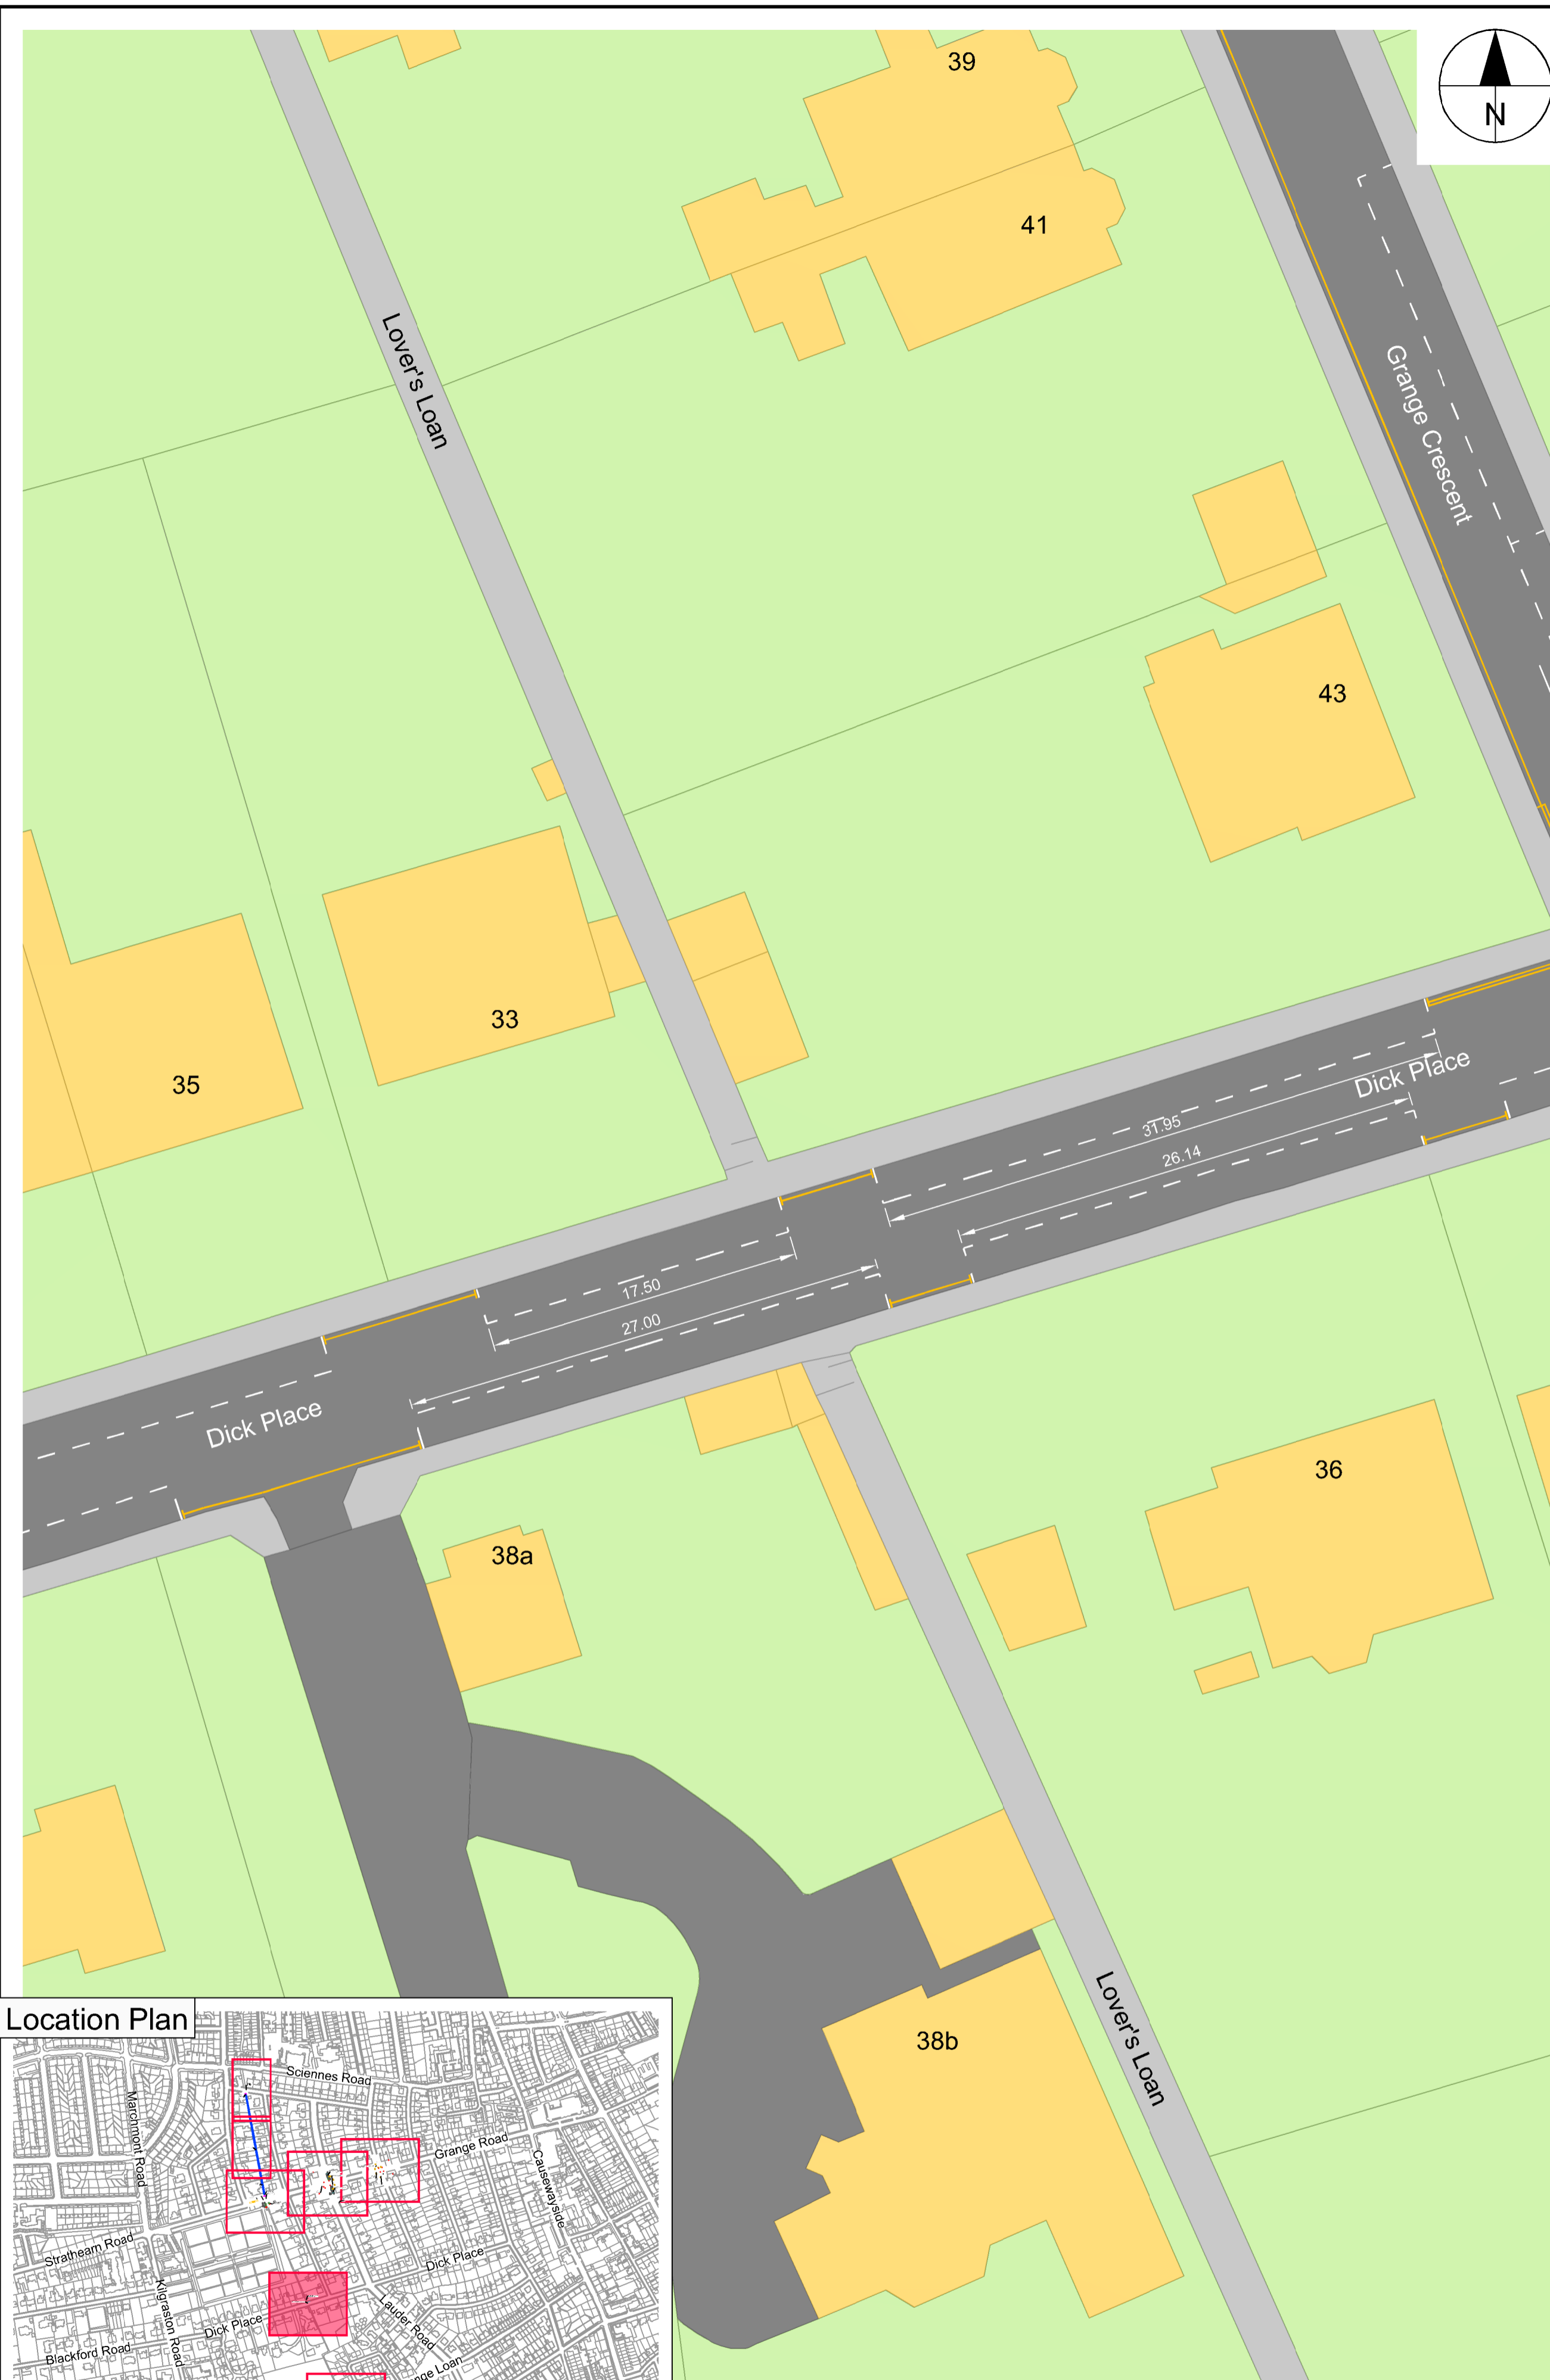 39
N
41
Lover's Loan
Grange Crescent
43
33
35
Dick Place
31.95
26.14
17.50
27.00
Dick Place
36
38a
Lover's Loan
38b
Location Plan
Sciennes Road
Marchmont Road
Grange Road
Causewayside
Strathearn Road
Dick Place
Kilgraston Road
Dick Place
Lauder Road
Blackford Road
nge Loan